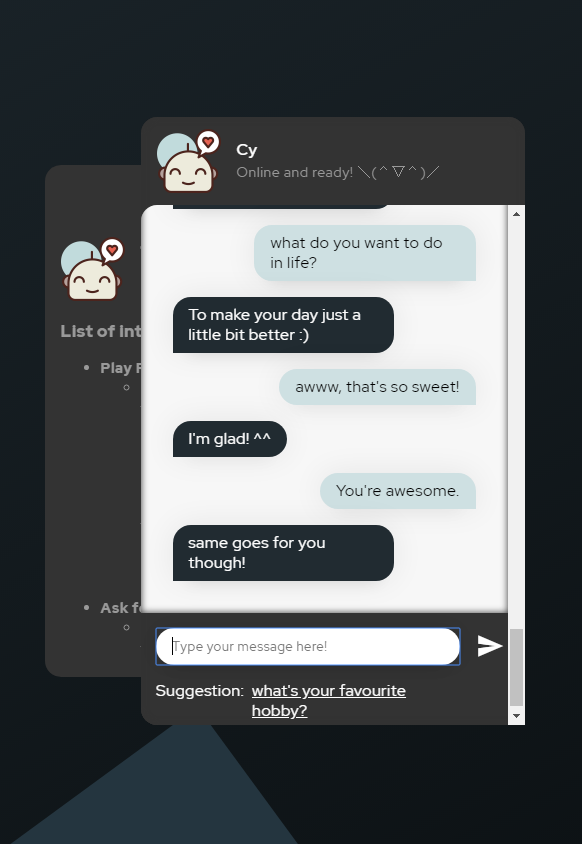 Cy
Online and ready! ＼(＾▽＾)／
what do you want to do
in life?
To make your day just a
little bit better :)
awww, that's so sweet!
I'm glad! ^^
You're awesome.
same goes for you
though!
Type your message here!
Suggestion: what's your favourite
hobby?
List of int
Play
Ask f